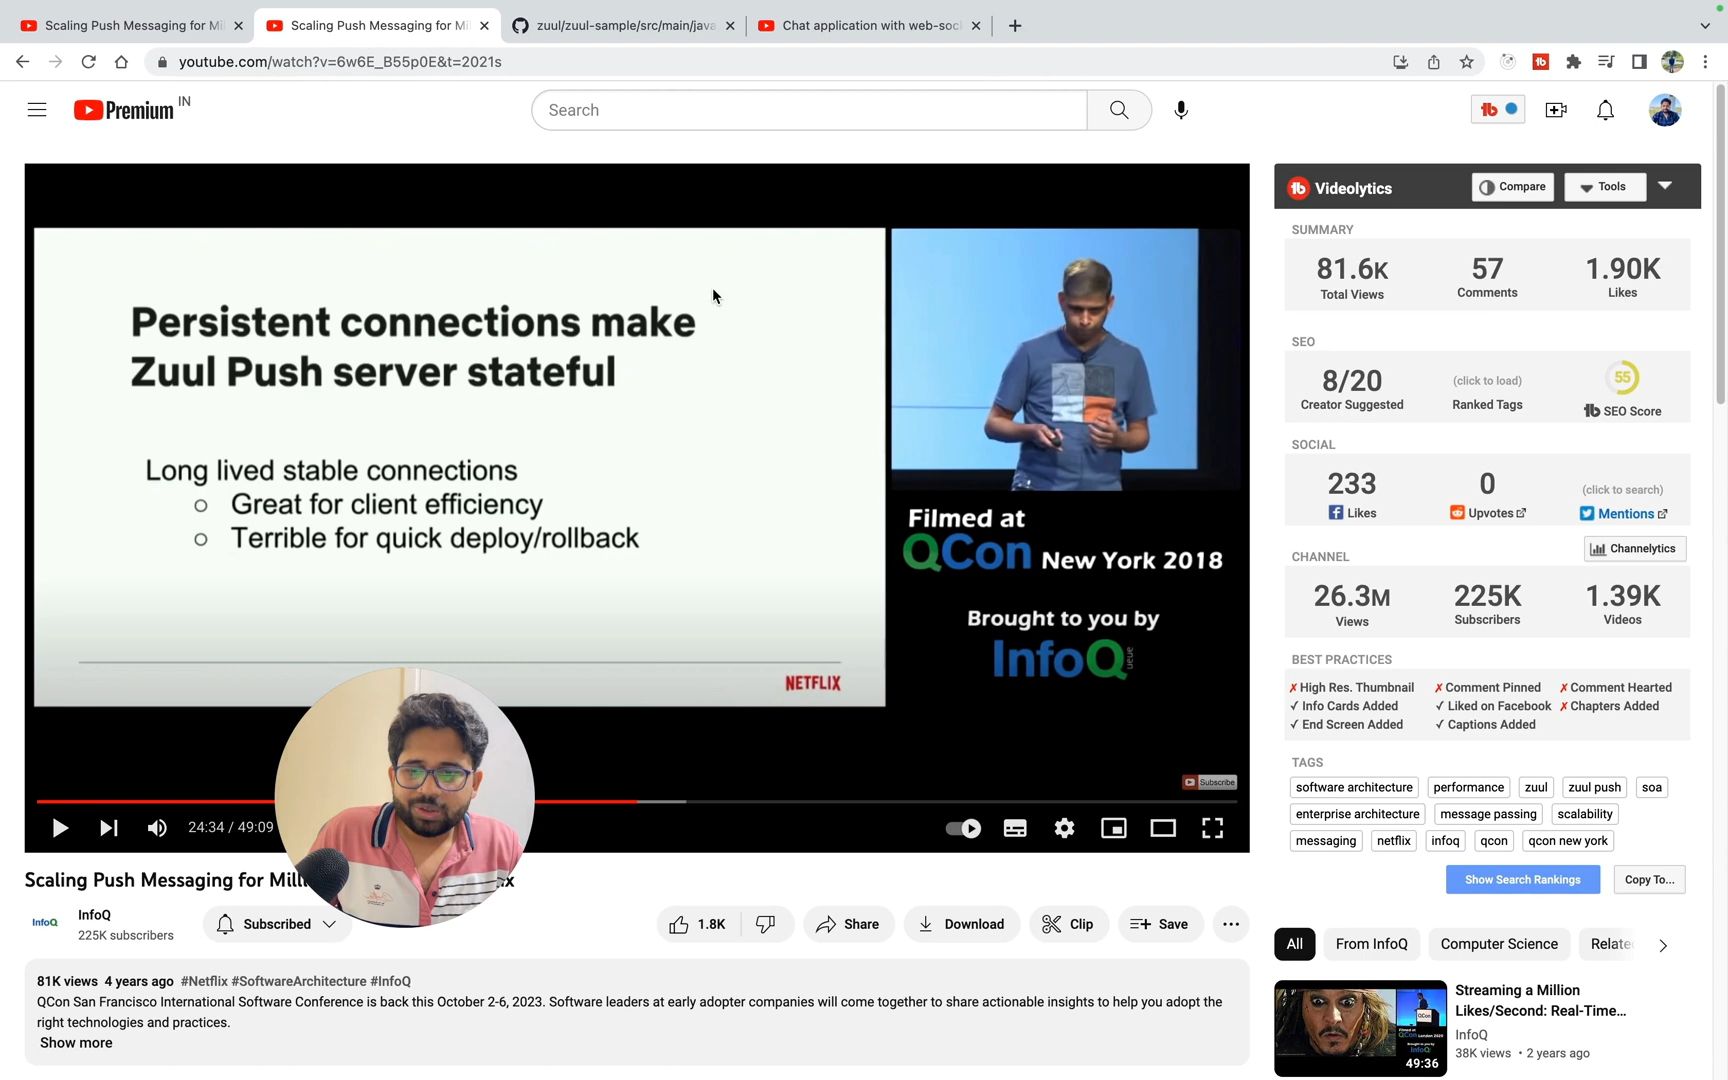 Scaling Push Messaging for Mil
Scaling Push Messaging for Mil
zuul/zuul-sample/src/main/java
Chat application with web-soc
youtube.com/watch?v=6w6E_B55p0E&t=2021s
Premium IN
Search
Persistent connections make
Zuul Push server stateful
Long lived stable connections
Great for client efficiency
Terrible for quick deploy/rollback
NETFLIX
Filmed at
QCon New York 2018
Brought to you by
InfoQ
Subscribe
24:34 / 49:09
Scaling Push Messaging for Mill
InfoQ
InfoQ
225K subscribers
Subscribed
1.8K
Share
Download
Clip
Save
81K views 4 years ago #Netflix #SoftwareArchitecture #InfoQ
QCon San Francisco International Software Conference is back this October 2-6, 2023. Software leaders at early adopter companies will come together to share actionable insights to help you adopt the
right technologies and practices.
Show more
Videolytics
Compare
Tools
SUMMARY
81.6K 57 1.90K
Total Views Comments Likes
SEO
8/20 (click to load) 55
Creator Suggested Ranked Tags SEO Score
SOCIAL
233 0 (click to search)
Likes Upvotes Mentions
CHANNEL
Channelytics
26.3M 225K 1.39K
Views Subscribers Videos
BEST PRACTICES
✗ High Res. Thumbnail ✗ Comment Pinned ✗ Comment Hearted
✓ Info Cards Added ✓ Liked on Facebook ✗ Chapters Added
✓ End Screen Added ✓ Captions Added
TAGS
software architecture performance zuul zuul push soa
enterprise architecture message passing scalability
messaging netflix infoq qcon qcon new york
Show Search Rankings Copy To...
All From InfoQ Computer Science Relate
Streaming a Million
Likes/Second: Real-Time...
InfoQ
38K views • 2 years ago
49:36